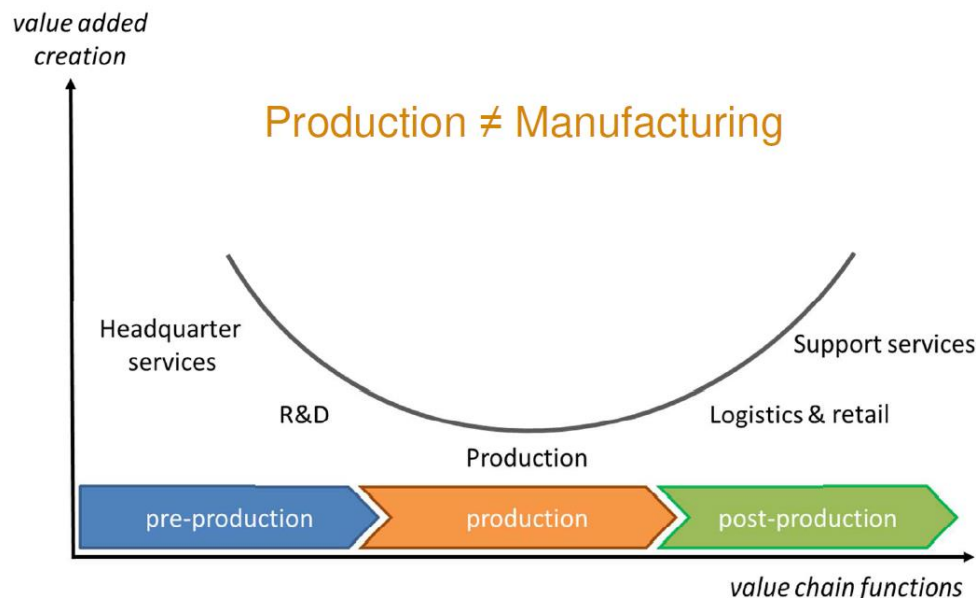 value added
creation
Production ≠ Manufacturing
Headquarter
services
Support services
R&D
Logistics & retail
Production
pre-production
production
post-production
value chain functions